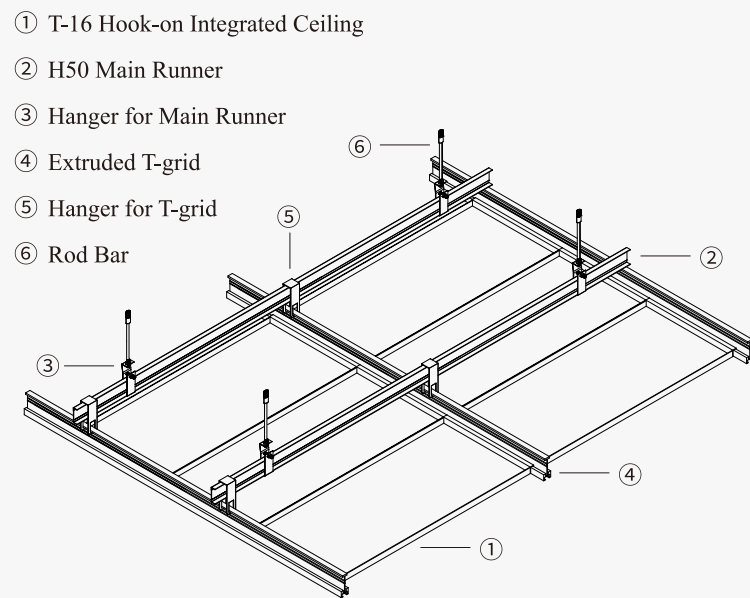 ① T-16 Hook-on Integrated Ceiling
② H50 Main Runner
③ Hanger for Main Runner
④ Extruded T-grid
⑤ Hanger for T-grid
⑥ Rod Bar
⑥
⑤
②
③
④
①